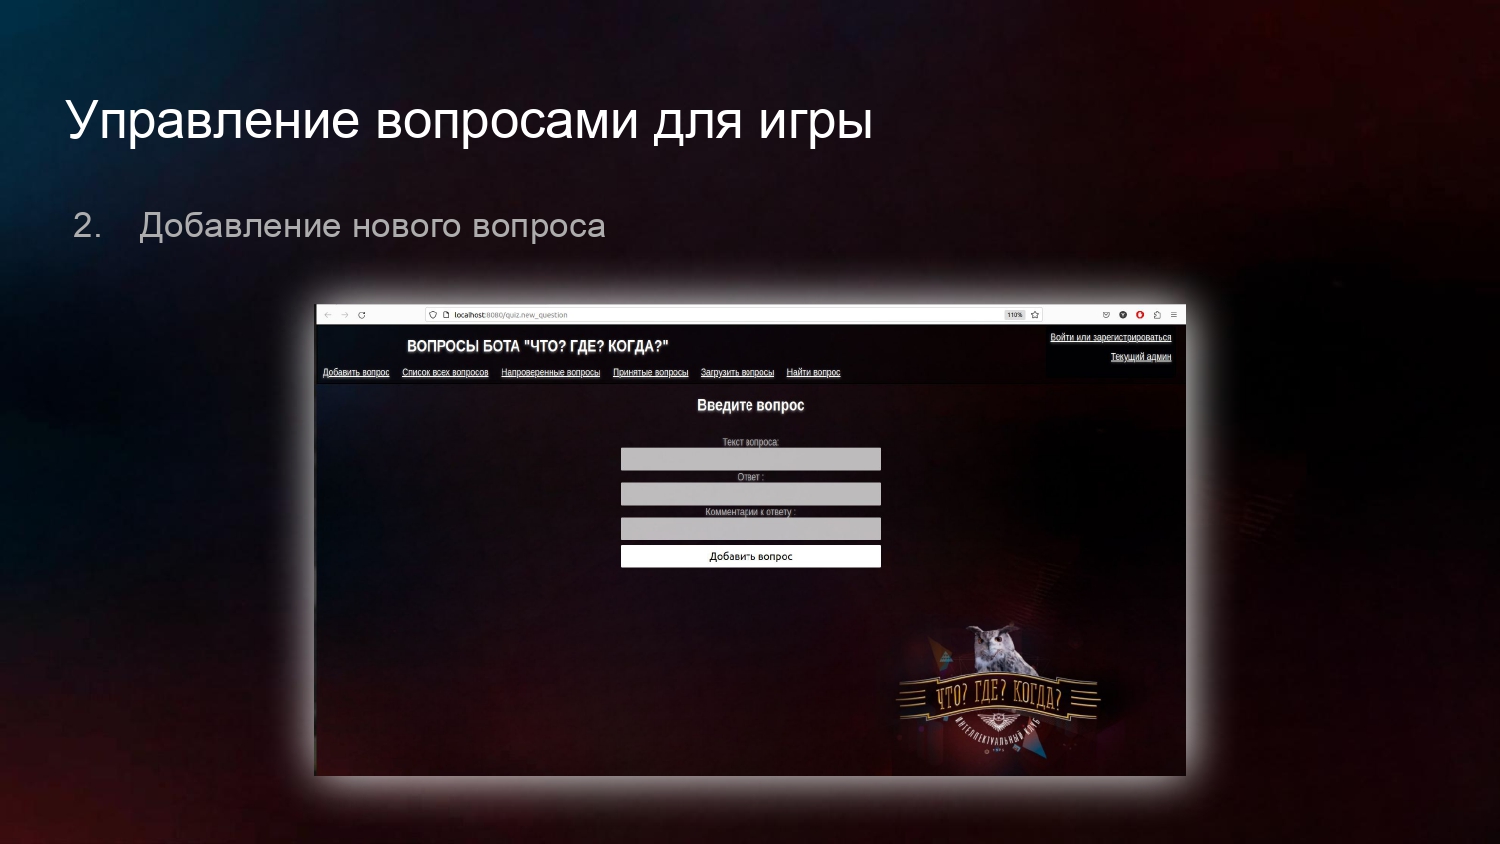 Управление вопросами для игры
2. Добавление нового вопроса
localhost:8080/quiz.new_question
110%
Войти или зарегистрироваться
ВОПРОСЫ БОТА "ЧТО? ГДЕ? КОГДА?"
Текущий админ
Добавить вопрос Список всех вопросов Напроверенные вопросы Принятые вопросы Загрузить вопросы Найти вопрос
Введите вопрос
Текст вопроса:
Ответ :
Комментарии к ответу :
Добавить вопрос
ЧТО? ГДЕ? КОГДА?
ИНТЕЛЛЕКТУАЛЬНЫЙ КЛУБ